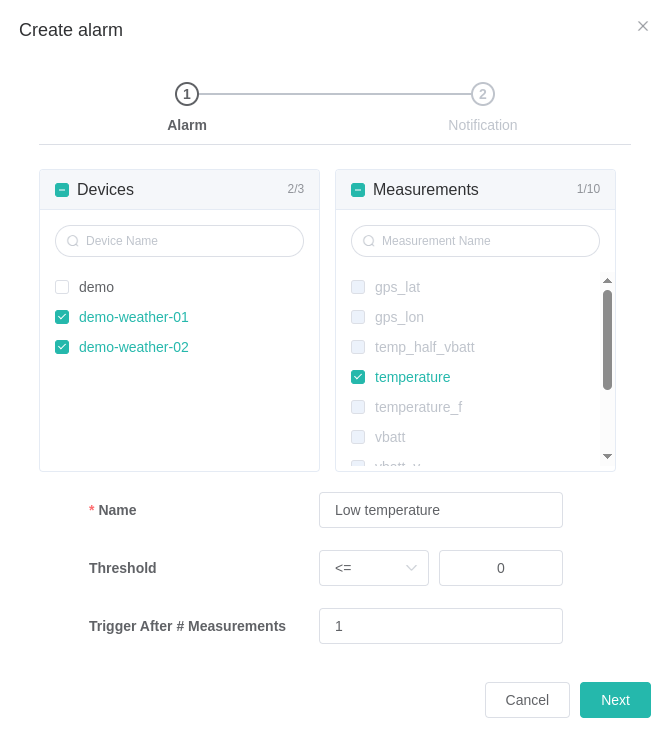 Create alarm
1
2
Alarm
Notification
Devices
2/3
Device Name
demo
demo-weather-01
demo-weather-02
Measurements
1/10
Measurement Name
gps_lat
gps_lon
temp_half_vbatt
temperature
temperature_f
vbatt
* Name
Low temperature
Threshold
<=
0
Trigger After # Measurements
1
Cancel
Next